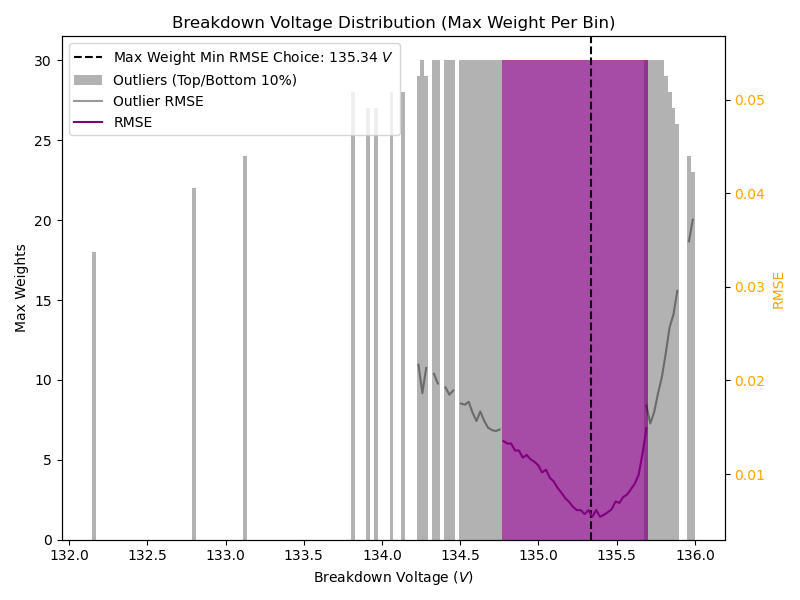 Breakdown Voltage Distribution (Max Weight Per Bin)
Max Weight Min RMSE Choice: 135.34 V
Outliers (Top/Bottom 10%)
Outlier RMSE
RMSE
30
25
20
15
10
5
0
Max Weights
0.05
0.04
0.03
0.02
0.01
RMSE
132.0 132.5 133.0 133.5 134.0 134.5 135.0 135.5 136.0
Breakdown Voltage (V)